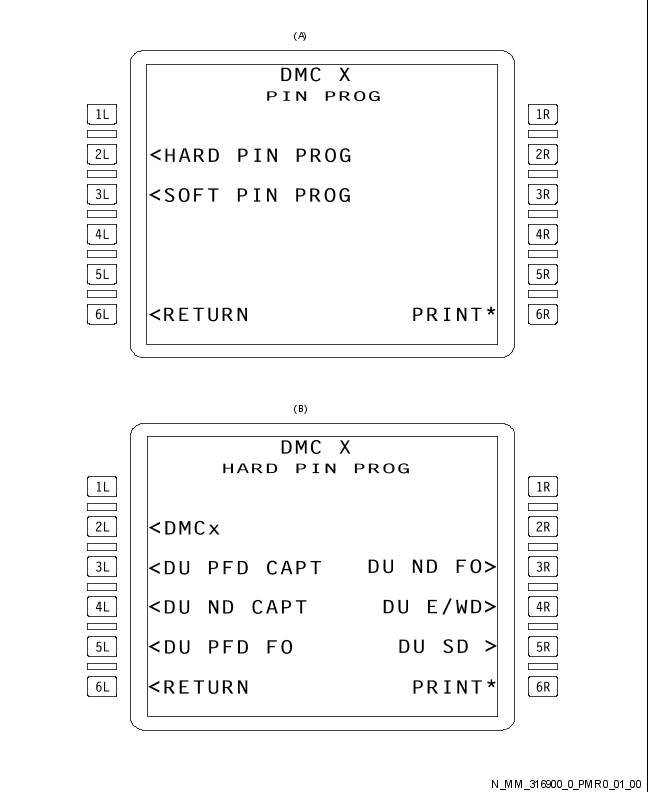 (A)
DMC X
PIN PROG
1L 1R
2L <HARD PIN PROG 2R
3L <SOFT PIN PROG 3R
4L 4R
5L 5R
6L <RETURN PRINT* 6R
(B)
DMC X
HARD PIN PROG
1L 1R
2L <DMCx 2R
3L <DU PFD CAPT DU ND FO> 3R
4L <DU ND CAPT DU E/WD> 4R
5L <DU PFD FO DU SD > 5R
6L <RETURN PRINT* 6R
N_MM_316900_0_PMR0_01_00